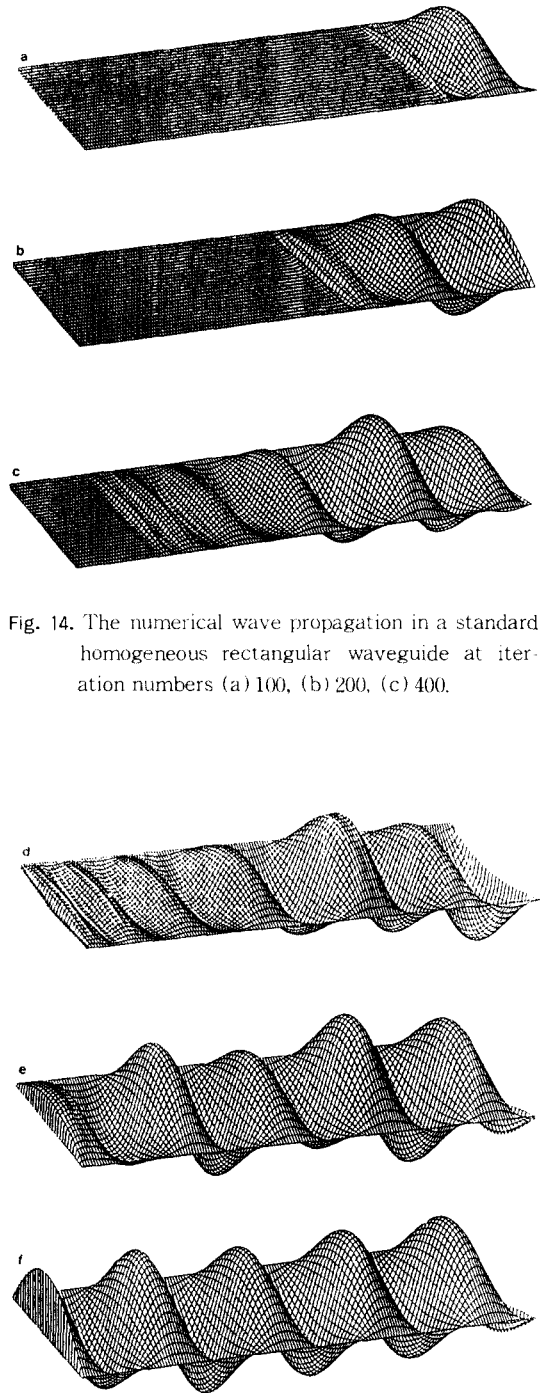 a
b
c
Fig. 14. The numerical wave propagation in a standard
homogeneous rectangular waveguide at iter-
ation numbers (a) 100, (b) 200, (c) 400.
d
e
f